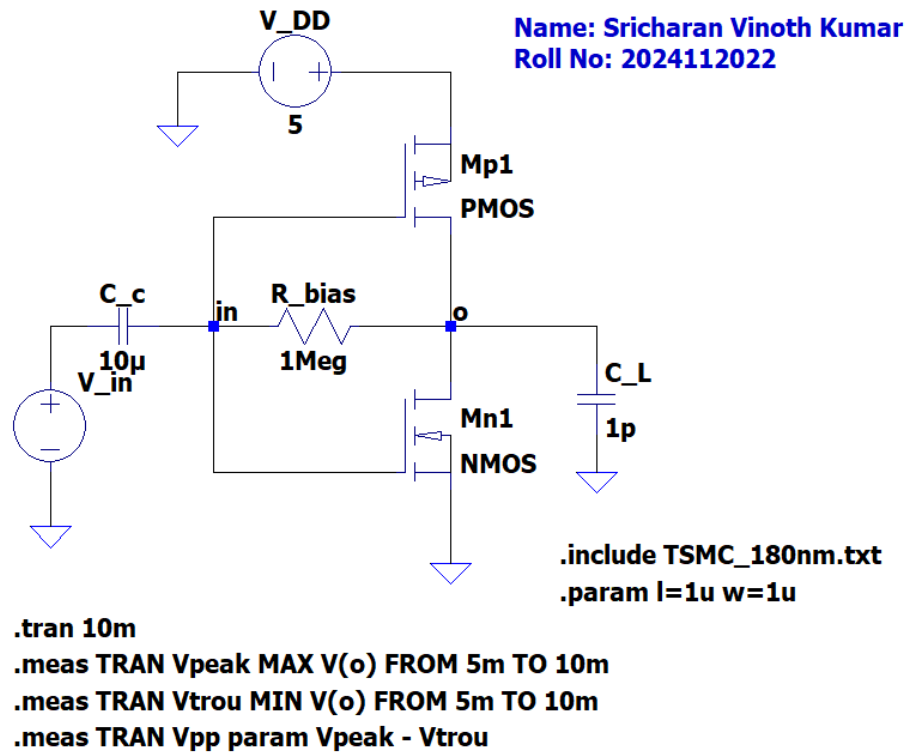 V_DD
Name: Sricharan Vinoth Kumar
Roll No: 2024112022
5
Mp1
PMOS
C_c
in
R_bias
o
10µ
1Meg
V_in
C_L
Mn1
1p
NMOS
.include TSMC_180nm.txt
.param l=1u w=1u
.tran 10m
.meas TRAN Vpeak MAX V(o) FROM 5m TO 10m
.meas TRAN Vtrou MIN V(o) FROM 5m TO 10m
.meas TRAN Vpp param Vpeak - Vtrou